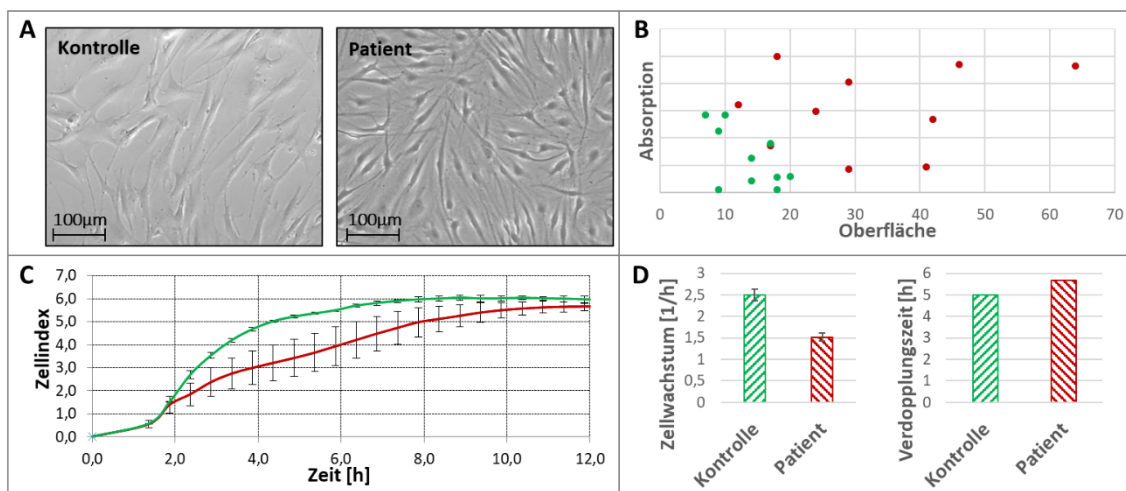 A
Kontrolle
100µm
Patient
100µm
B
Absorption
0 10 20 30 40 50 60 70
Oberfläche
C
Zellindex
7,0
6,0
5,0
4,0
3,0
2,0
1,0
0,0
0,0 2,0 4,0 6,0 8,0 10,0 12,0
Zeit [h]
D
Zellwachstum [1/h]
3
2,5
2
1,5
1
0,5
0
Kontrolle
Patient
Verdopplungszeit [h]
6
5
4
3
2
1
0
Kontrolle
Patient